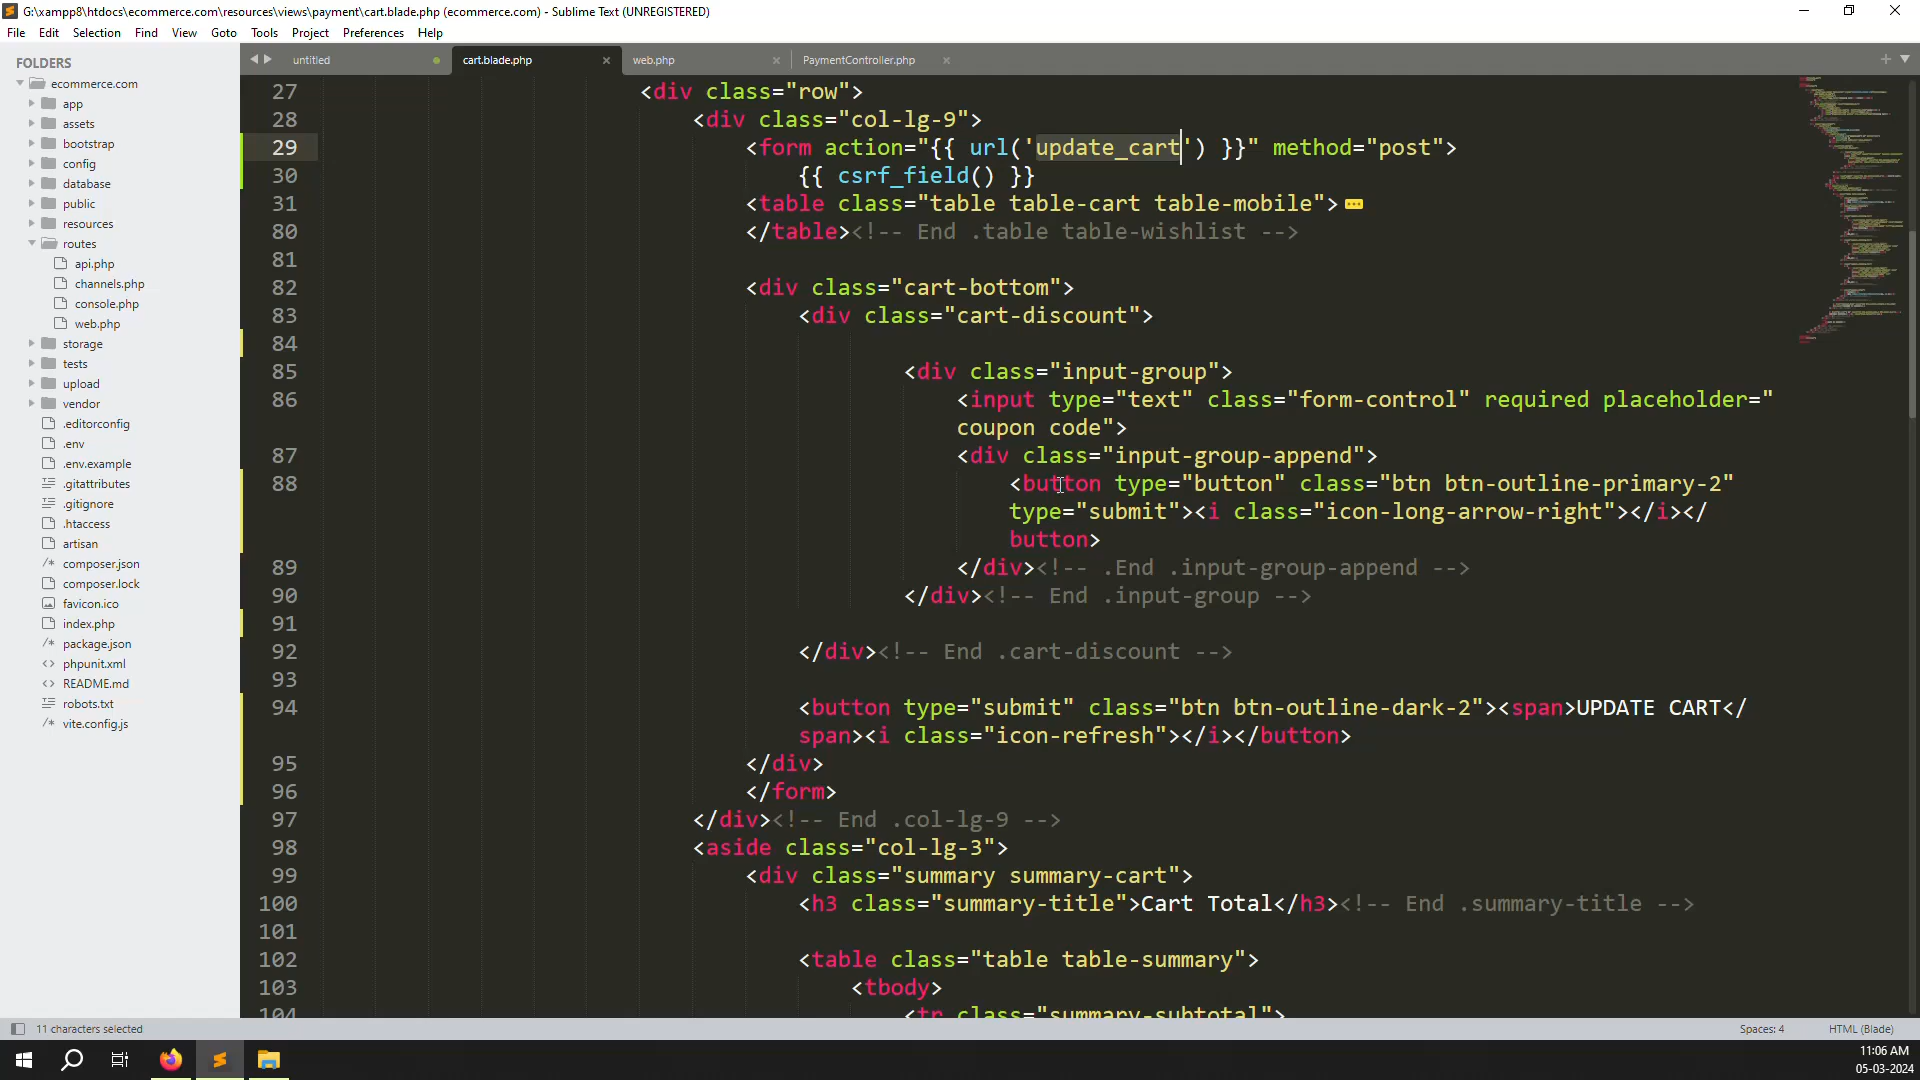 G:\xampp8\htdocs\ecommerce.com\resources\views\payment\cart.blade.php (ecommerce.com) - Sublime Text (UNREGISTERED)
File Edit Selection Find View Goto Tools Project Preferences Help
FOLDERS
ecommerce.com
app
assets
bootstrap
config
database
public
resources
routes
api.php
channels.php
console.php
web.php
storage
tests
upload
vendor
.editorconfig
.env
.env.example
.gitattributes
.gitignore
.htaccess
artisan
composer.json
composer.lock
favicon.ico
index.php
package.json
phpunit.xml
README.md
robots.txt
vite.config.js
untitled cart.blade.php web.php PaymentController.php
27 <div class="row">
28 <div class="col-lg-9">
29 <form action="{{ url('update_cart') }}" method="post">
30 {{ csrf_field() }}
31 <table class="table table-cart table-mobile">
80 </table><!-- End .table table-wishlist -->
81
82 <div class="cart-bottom">
83 <div class="cart-discount">
84
85 <div class="input-group">
86 <input type="text" class="form-control" required placeholder="
coupon code">
87 <div class="input-group-append">
88 <button type="button" class="btn btn-outline-primary-2"
type="submit"><i class="icon-long-arrow-right"></i></
button>
89 </div><!-- .End .input-group-append -->
90 </div><!-- End .input-group -->
91
92 </div><!-- End .cart-discount -->
93
94 <button type="submit" class="btn btn-outline-dark-2"><span>UPDATE CART</
span><i class="icon-refresh"></i></button>
95 </div>
96 </form>
97 </div><!-- End .col-lg-9 -->
98 <aside class="col-lg-3">
99 <div class="summary summary-cart">
100 <h3 class="summary-title">Cart Total</h3><!-- End .summary-title -->
101
102 <table class="table table-summary">
103 <tbody>
104 <tr class="summary-subtotal">
11 characters selected Spaces: 4 HTML (Blade)
11:06 AM
05-03-2024